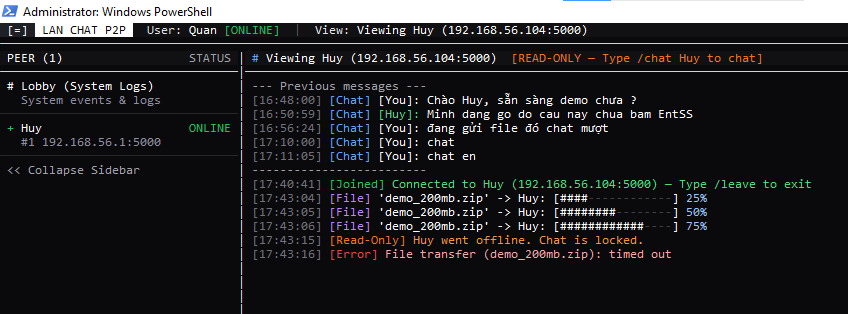 Administrator: Windows PowerShell
[=] LAN CHAT P2P User: Quan [ONLINE] | View: Viewing Huy (192.168.56.104:5000)
PEER (1) STATUS
# Lobby (System Logs)
System events & logs
+ Huy ONLINE
#1 192.168.56.1:5000
<< Collapse Sidebar
# Viewing Huy (192.168.56.104:5000) [READ-ONLY — Type /chat Huy to chat]
--- Previous messages ---
[16:48:00] [Chat] [You]: Chào Huy, sẵn sàng demo chưa ?
[16:50:59] [Chat] [Huy]: Minh dang go do cau nay chua bam EntSS
[16:56:24] [Chat] [You]: đang gửi file đó chat mượt
[17:10:00] [Chat] [You]: chat
[17:11:05] [Chat] [You]: chat en
-------------------------
[17:40:41] [Joined] Connected to Huy (192.168.56.104:5000) — Type /leave to exit
[17:43:04] [File] 'demo_200mb.zip' -> Huy: [####------------] 25%
[17:43:05] [File] 'demo_200mb.zip' -> Huy: [########--------] 50%
[17:43:06] [File] 'demo_200mb.zip' -> Huy: [############----] 75%
[17:43:15] [Read-Only] Huy went offline. Chat is locked.
[17:43:16] [Error] File transfer (demo_200mb.zip): timed out